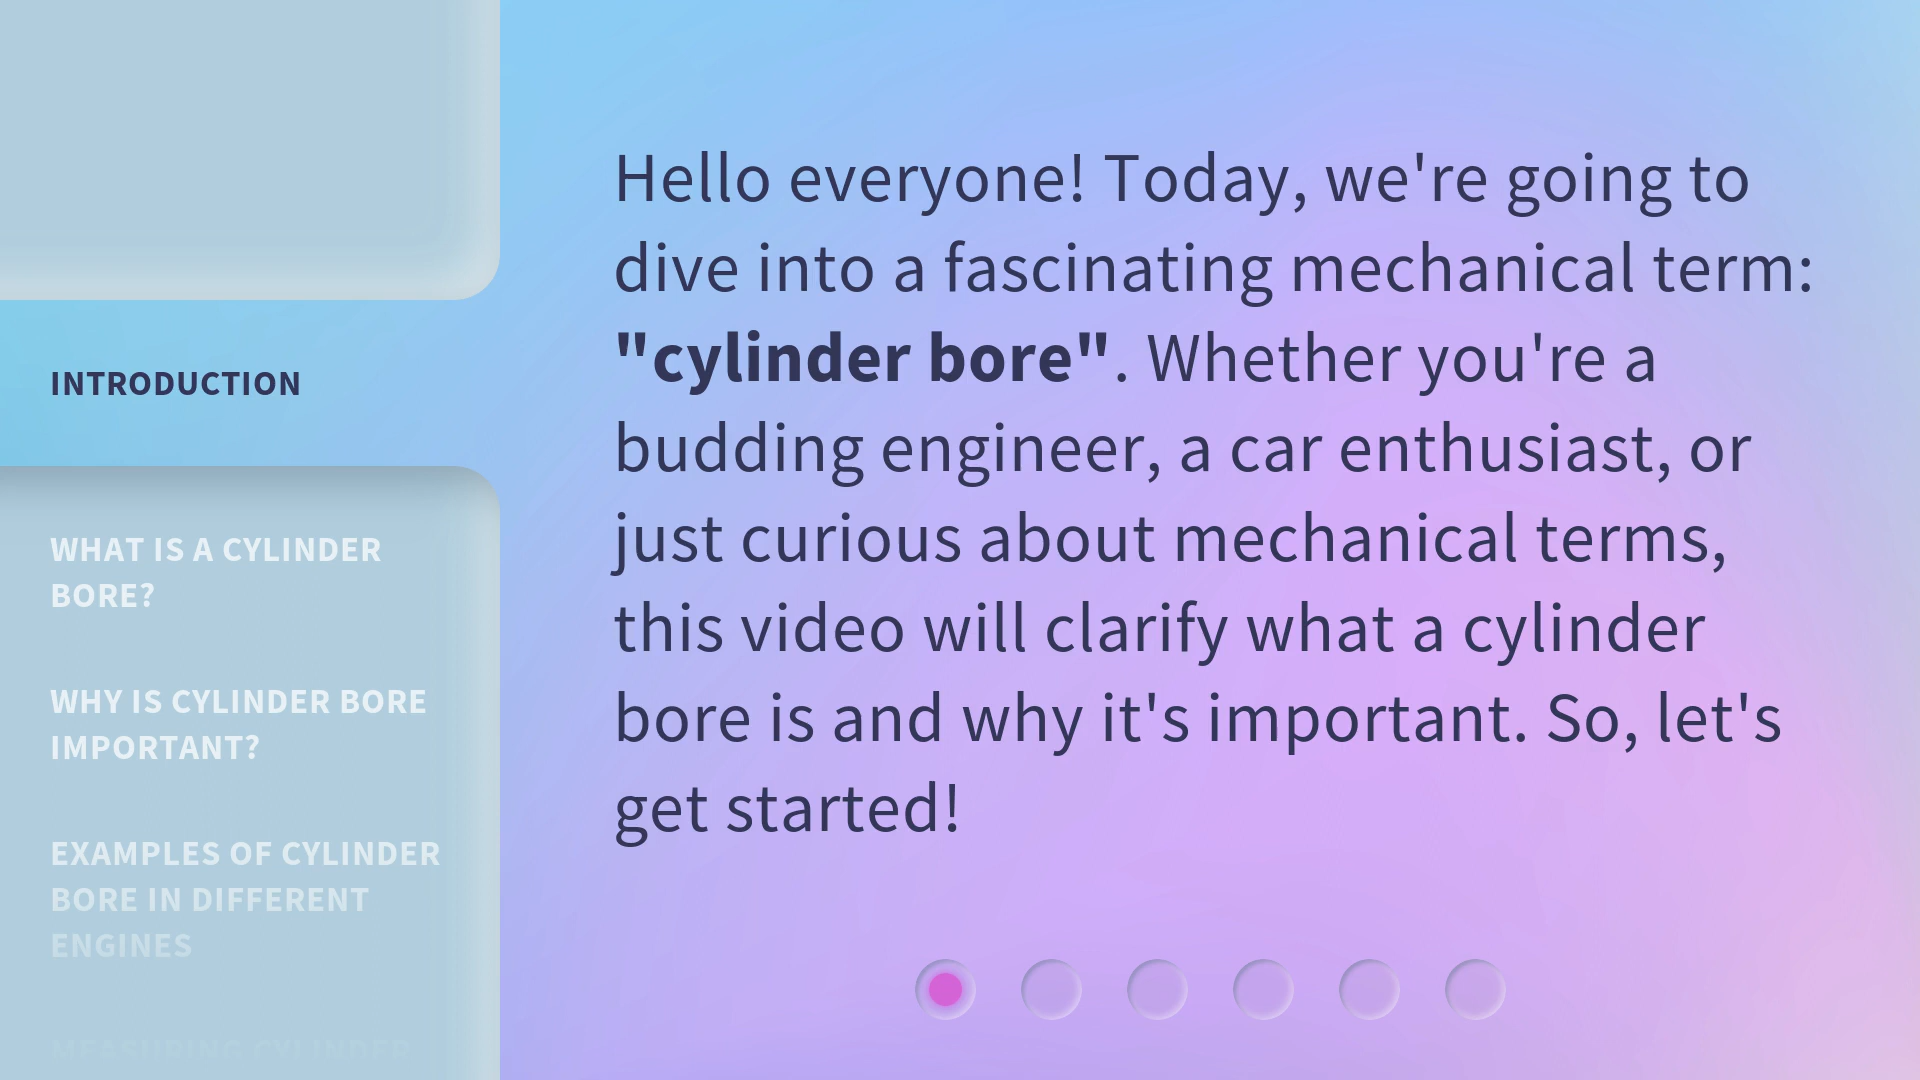 INTRODUCTION
WHAT IS A CYLINDER
BORE?
WHY IS CYLINDER BORE
IMPORTANT?
EXAMPLES OF CYLINDER
BORE IN DIFFERENT
ENGINES
MEASURING CYLINDER
Hello everyone! Today, we're going to
dive into a fascinating mechanical term:
"cylinder bore". Whether you're a
budding engineer, a car enthusiast, or
just curious about mechanical terms,
this video will clarify what a cylinder
bore is and why it's important. So, let's
get started!